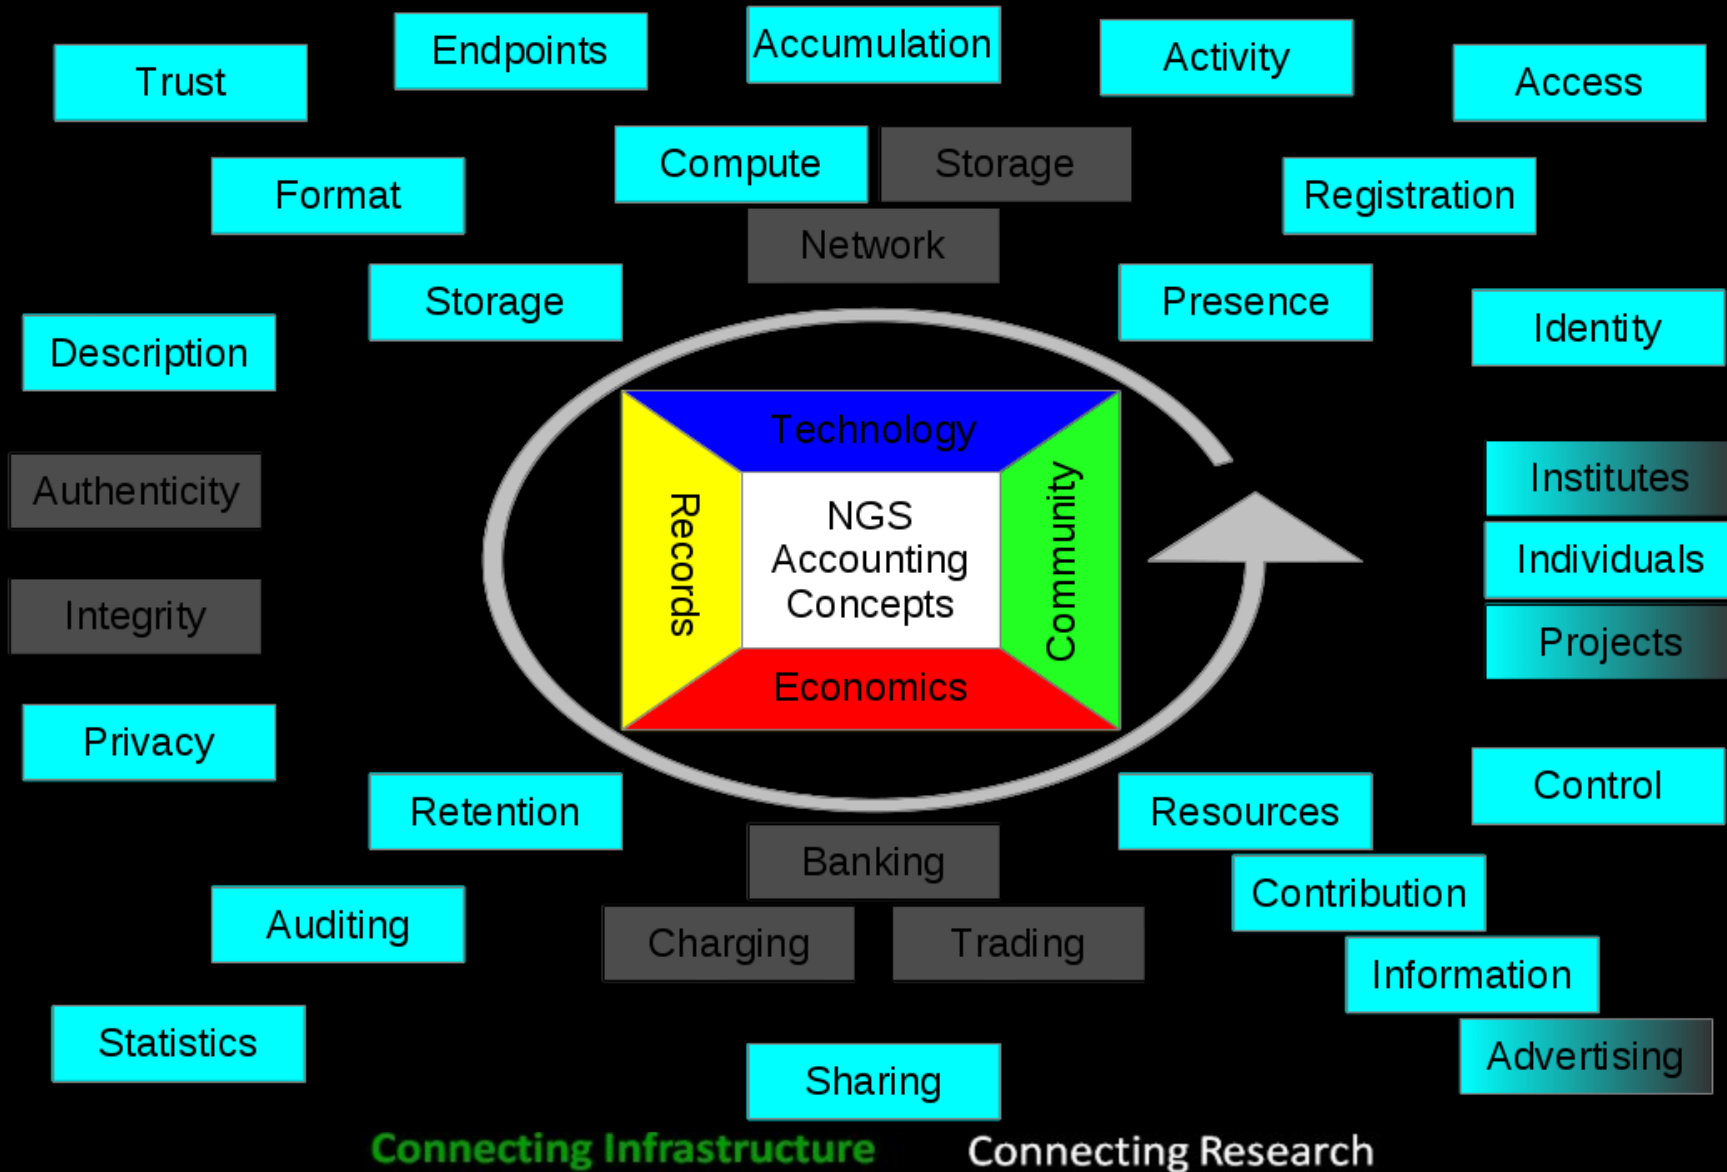 Trust
Endpoints
Accumulation
Activity
Access
Format
Compute
Storage
Registration
Network
Storage
Presence
Identity
Description
Technology
Authenticity
Records
NGS
Accounting
Concepts
Community
Institutes
Individuals
Integrity
Projects
Economics
Privacy
Retention
Resources
Control
Banking
Contribution
Auditing
Charging
Trading
Information
Statistics
Sharing
Advertising
Connecting Infrastructure
Connecting Research